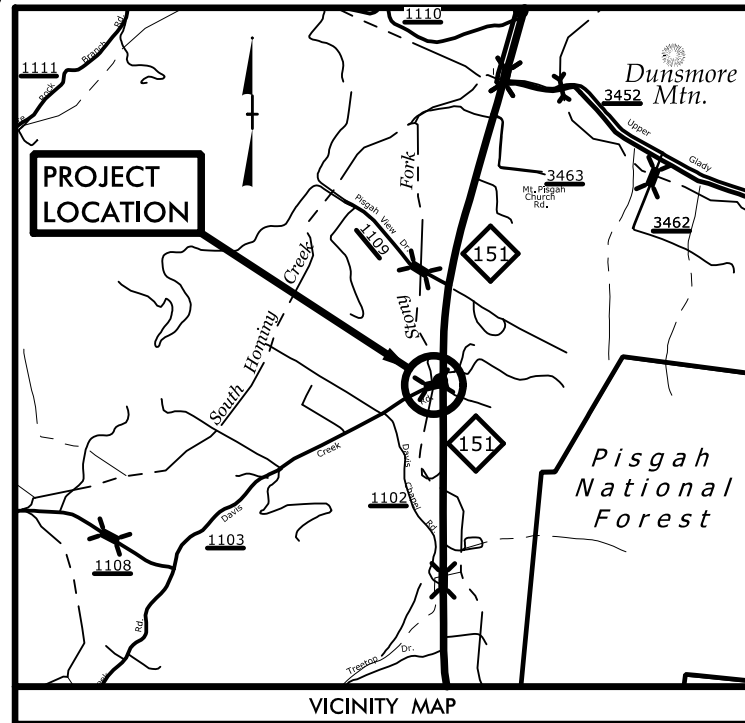 1110
1111
Branch Rd.
Rock
Dunsmore
Mtn.
3452
Upper Glady
PROJECT
LOCATION
Fork
3463
Mt. Pisgah
Church
Rd.
3462
Pisgah View Dr.
1109
151
South Hominy Creek
Stony
Rd.
151
Pisgah
National
Forest
Davis Creek
Davis Chapel Rd.
1102
1103
1108
Rd.
Treetop Dr.
VICINITY MAP